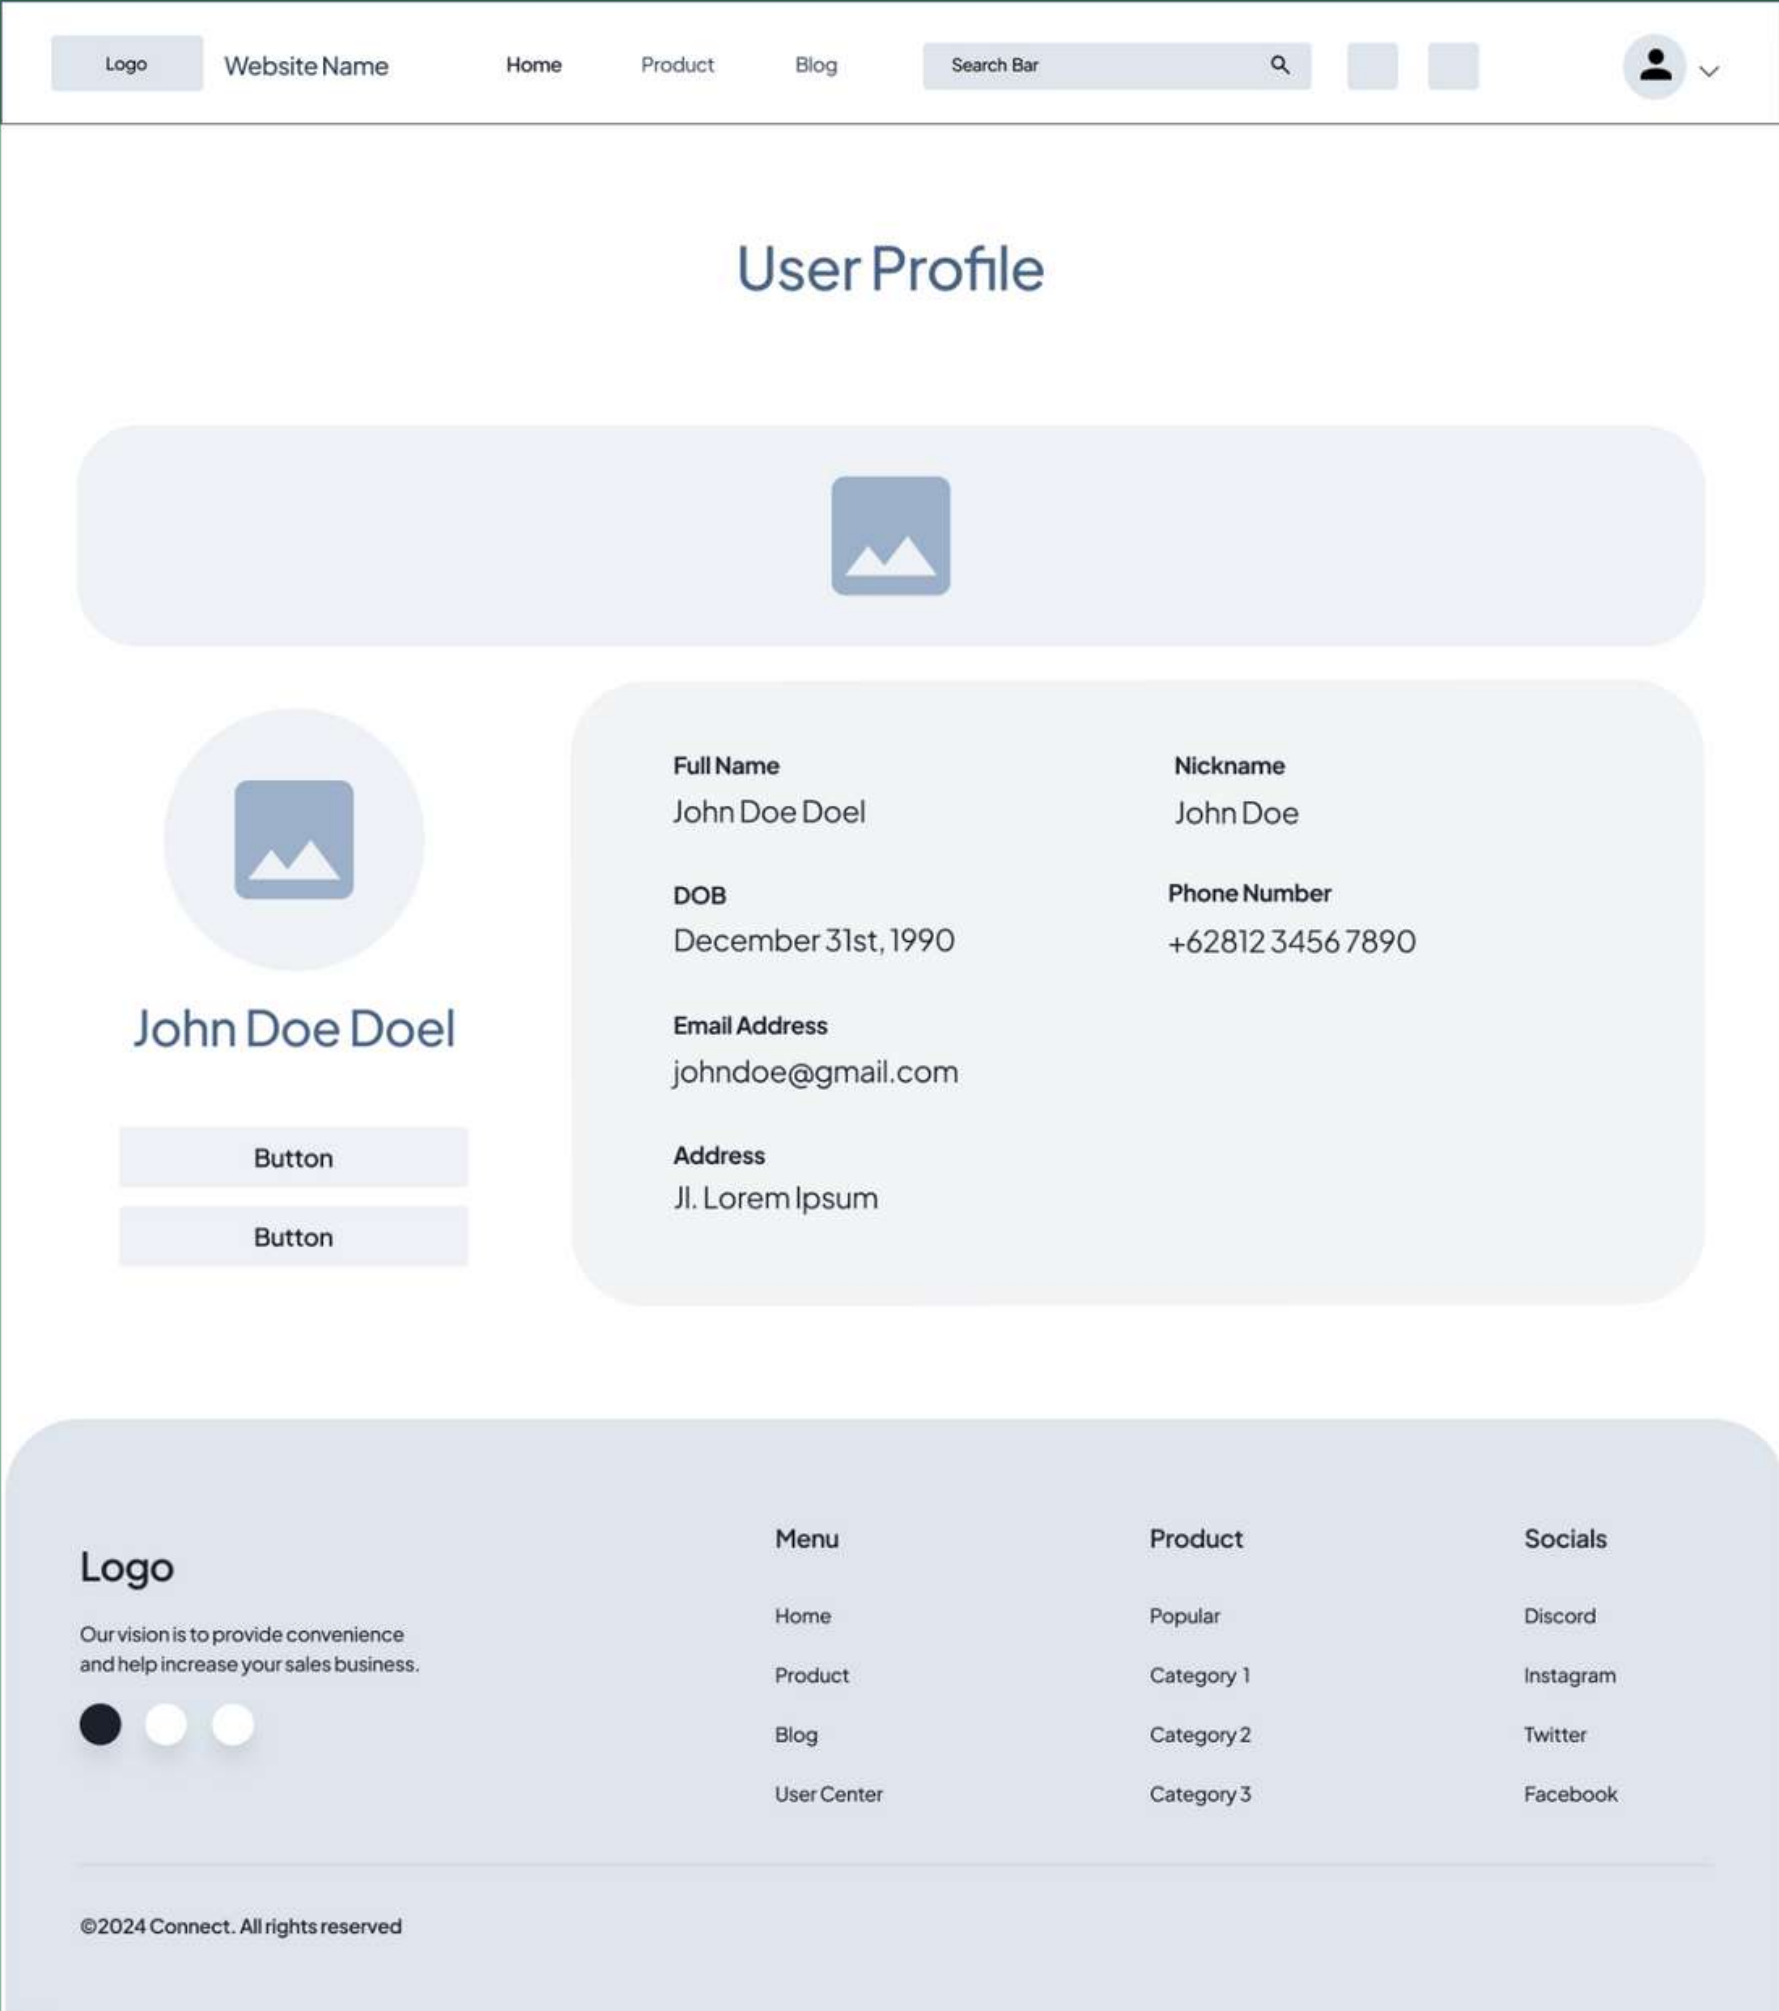 Logo
Website Name
Home
Product
Blog
Search Bar
User Profile
John Doe Doel
Button
Button
Full Name
John Doe Doel
Nickname
John Doe
DOB
December 31st, 1990
Phone Number
+62812 3456 7890
Email Address
johndoe@gmail.com
Address
Jl. Lorem Ipsum
Logo
Our vision is to provide convenience
and help increase your sales business.
Menu
Home
Product
Blog
User Center
Product
Popular
Category 1
Category 2
Category 3
Socials
Discord
Instagram
Twitter
Facebook
©2024 Connect. All rights reserved